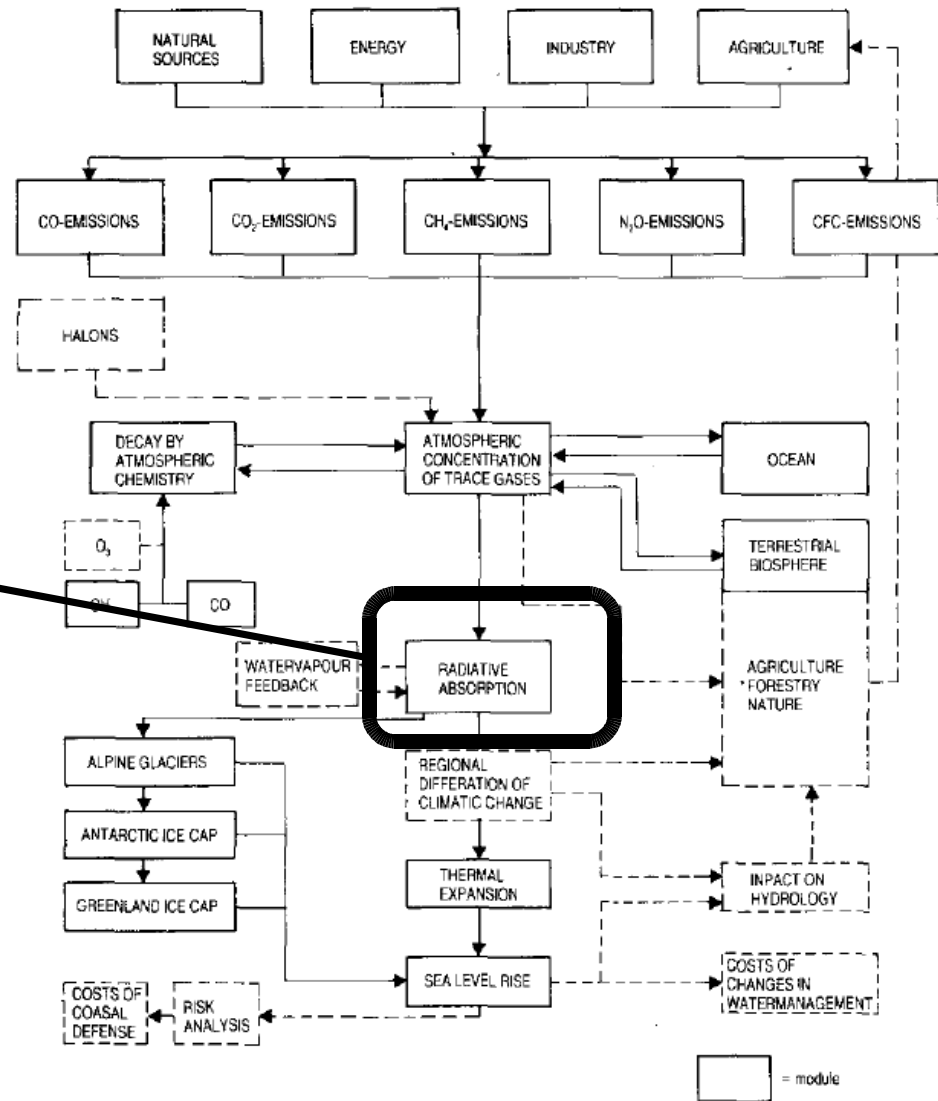 NATURAL
SOURCES
ENERGY
INDUSTRY
AGRICULTURE
CO-EMISSIONS
CO₂-EMISSIONS
CH₄-EMISSIONS
N₂O-EMISSIONS
CFC-EMISSIONS
HALONS
DECAY BY
ATMOSPHERIC
CHEMISTRY
ATMOSPHERIC
CONCENTRATION
OF TRACE GASES
OCEAN
O₃
TERRESTRIAL
BIOSPHERE
CO
WATERVAPOUR
FEEDBACK
RADIATIVE
ABSORPTION
AGRICULTURE
FORESTRY
NATURE
ALPINE GLACIERS
REGIONAL
DIFFERATION OF
CLIMATIC CHANGE
ANTARCTIC ICE CAP
THERMAL
EXPANSION
GREENLAND ICE CAP
INPACT ON
HYDROLOGY
SEA LEVEL RISE
COSTS OF
CHANGES IN
WATERMANAGEMENT
COSTS OF
COASAL
DEFENSE
RISK
ANALYSIS
= module